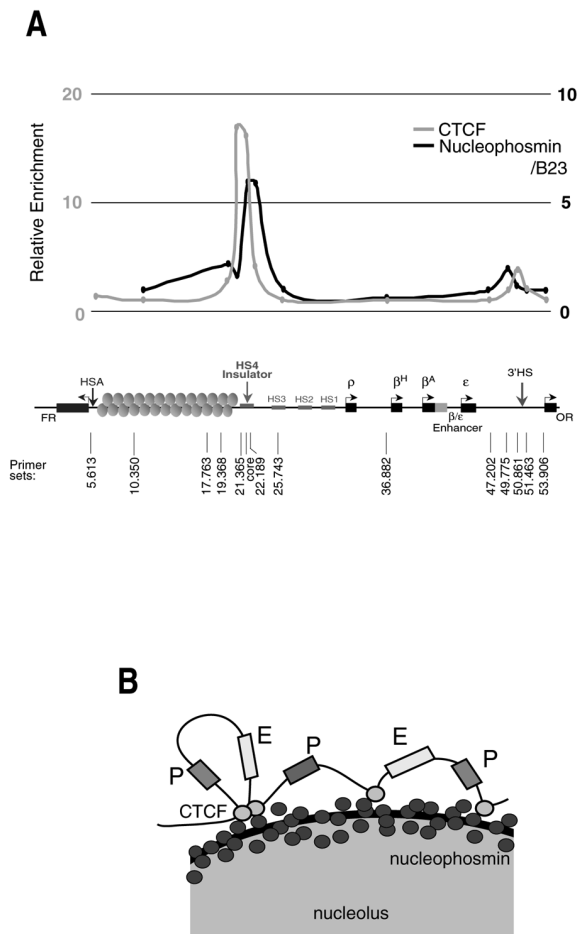 A
20
10
0
Relative Enrichment
10
5
0
CTCF
Nucleophosmin
/B23
HS4
Insulator
HSA
HS3
HS2
HS1
ρ
βH
βA
ε
3'HS
FR
OR
β/ε
Enhancer
Primer
sets:
5.613
10.350
17.763
19.368
21.365
core
22.189
25.743
36.882
47.202
49.775
50.861
51.463
53.906
B
P
E
P
E
P
CTCF
nucleophosmin
nucleolus